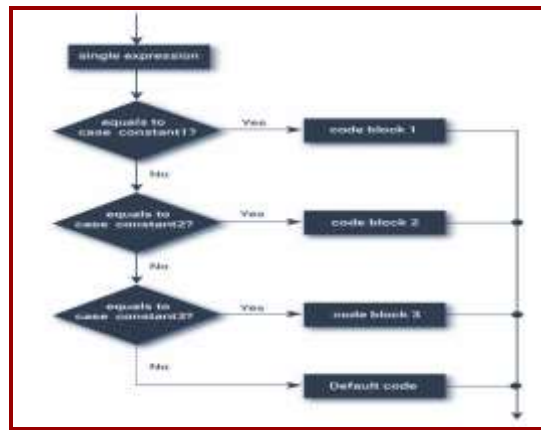 single expression
equals to
case constant1?
Yes
code block 1
No
equals to
case constant2?
Yes
code block 2
No
equals to
case constant3?
Yes
code block 3
No
Default code